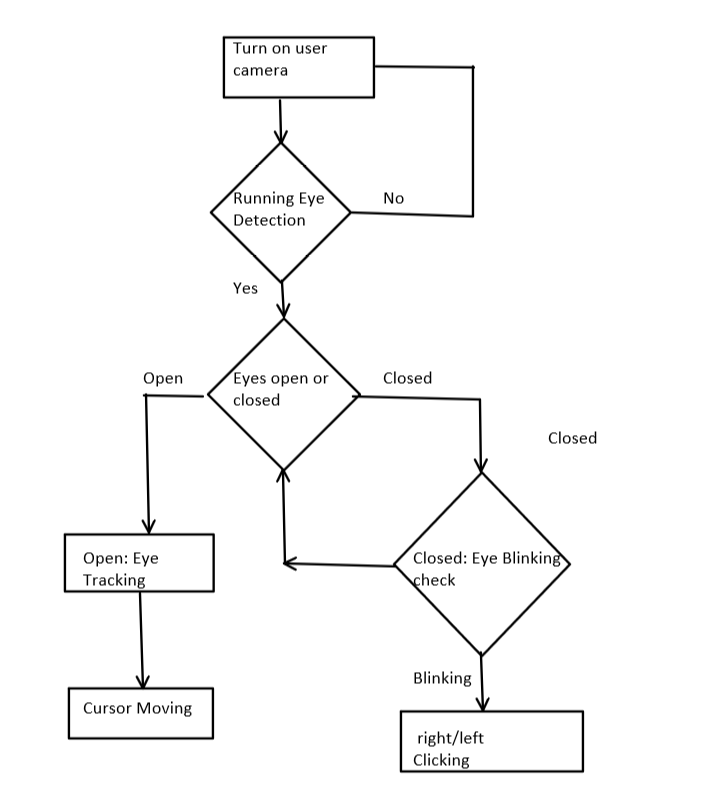 Turn on user
camera
Running Eye
Detection
No
Yes
Open
Eyes open or
closed
Closed
Closed
Open: Eye
Tracking
Closed: Eye Blinking
check
Blinking
Cursor Moving
right/left
Clicking